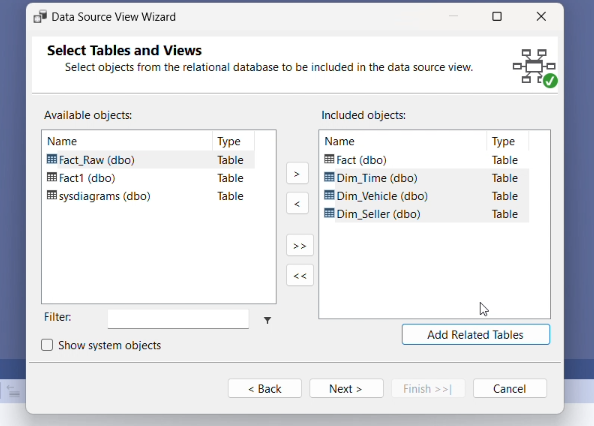 Data Source View Wizard
Select Tables and Views
Select objects from the relational database to be included in the data source view.
Available objects:
Name Type
Fact_Raw (dbo) Table
Fact1 (dbo) Table
sysdiagrams (dbo) Table
Filter:
Show system objects
>
<
>>
<<
Included objects:
Name Type
Fact (dbo) Table
Dim_Time (dbo) Table
Dim_Vehicle (dbo) Table
Dim_Seller (dbo) Table
Add Related Tables
< Back Next > Finish >>| Cancel